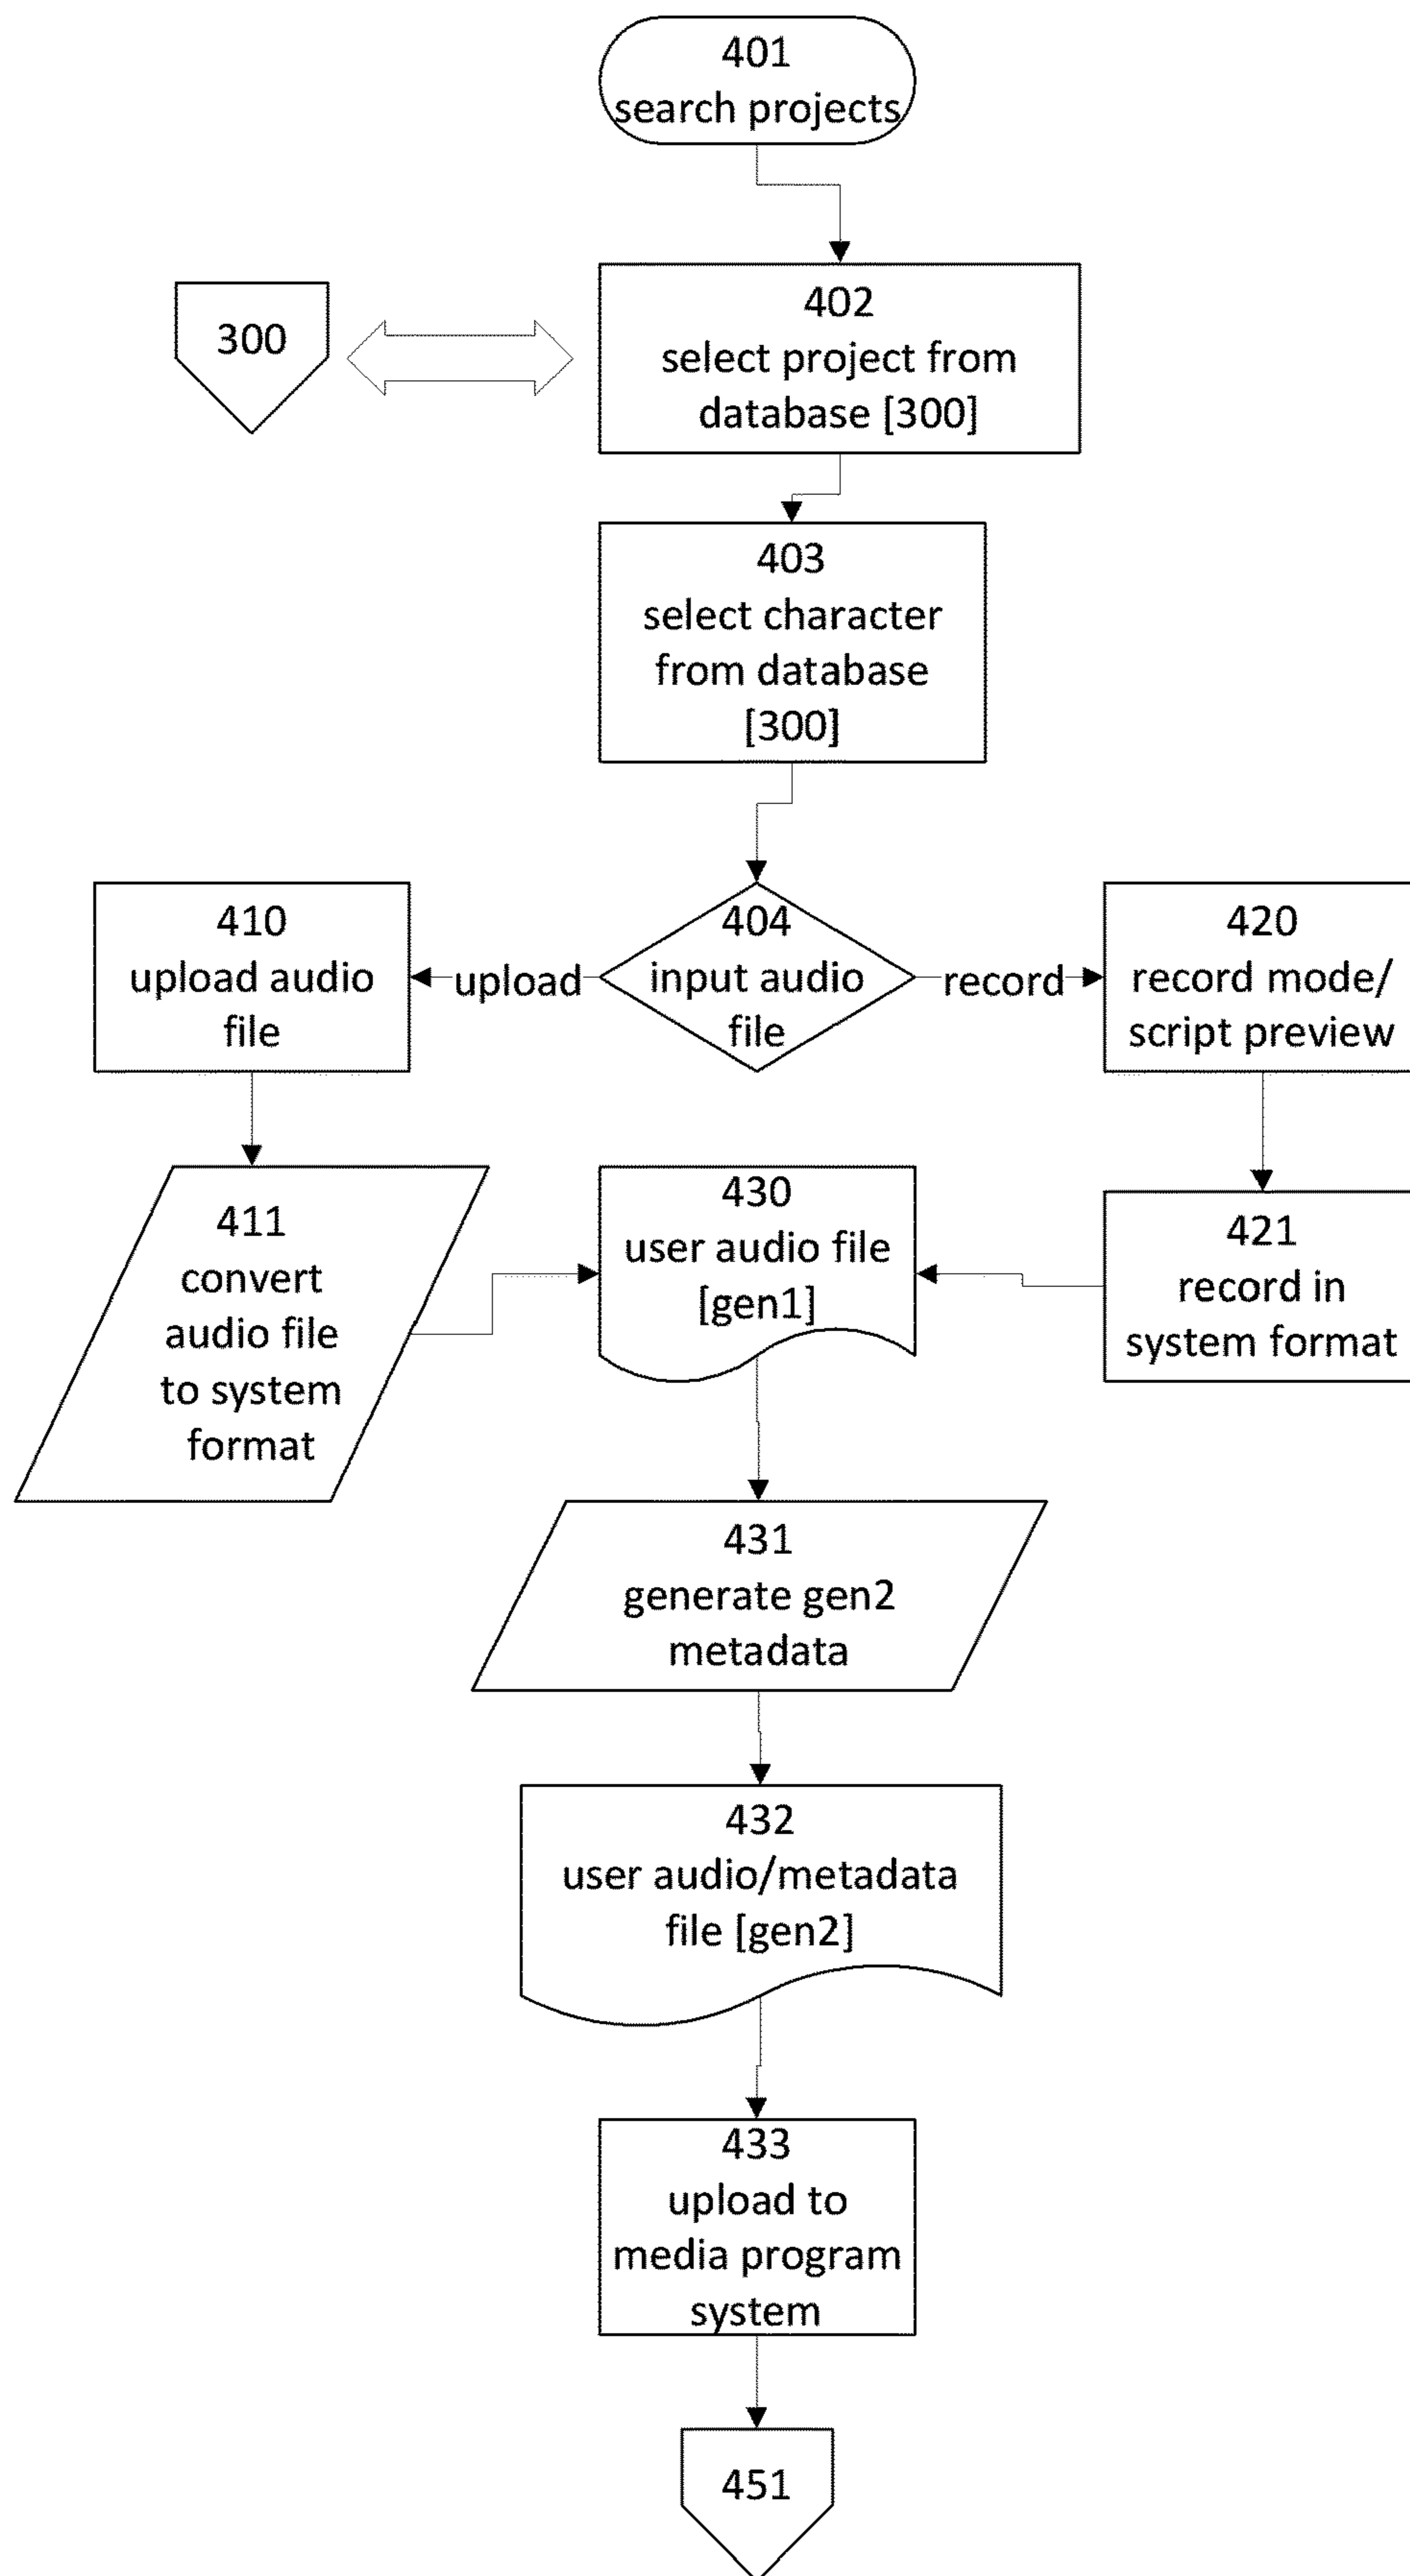 401
search projects
300
402
select project from
database [300]
403
select character
from database
[300]
410
upload audio
file
upload
404
input audio
file
record
420
record mode/
script preview
411
convert
audio file
to system
format
430
user audio file
[gen1]
421
record in
system format
431
generate gen2
metadata
432
user audio/metadata
file [gen2]
433
upload to
media program
system
451